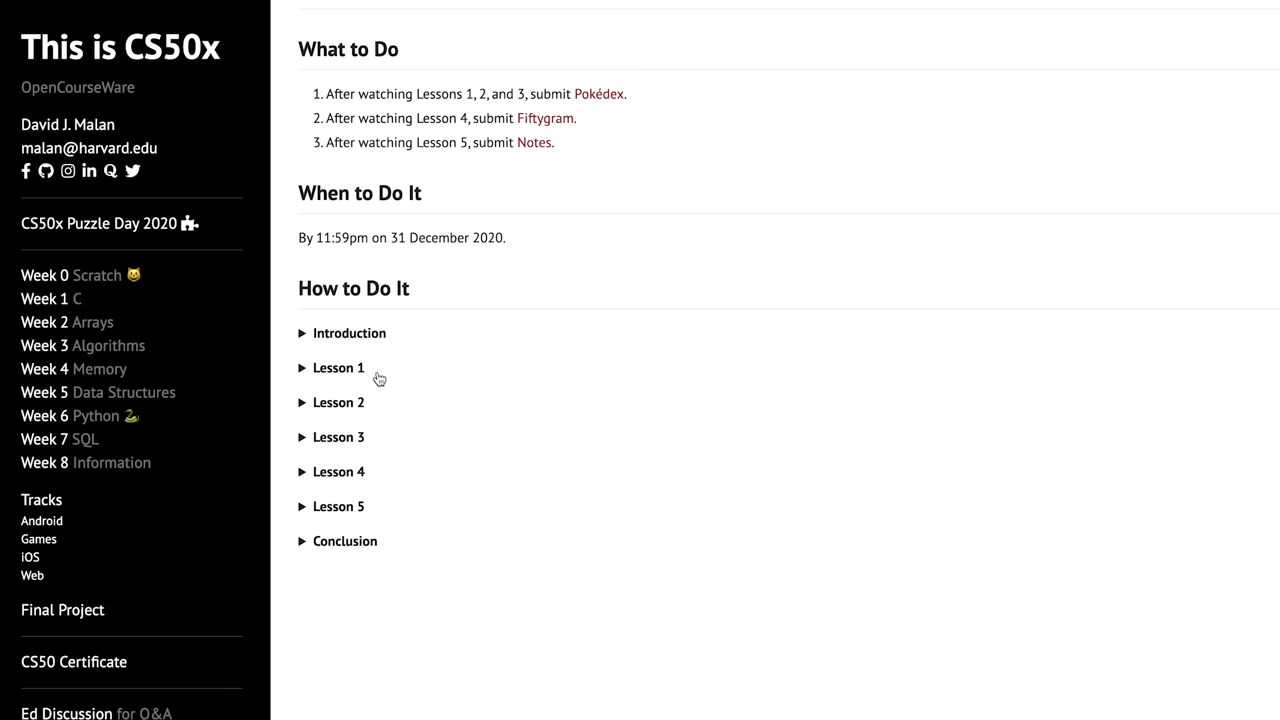 This is CS50x
OpenCourseWare
David J. Malan
malan@harvard.edu
CS50x Puzzle Day 2020
Week 0 Scratch
Week 1 C
Week 2 Arrays
Week 3 Algorithms
Week 4 Memory
Week 5 Data Structures
Week 6 Python
Week 7 SQL
Week 8 Information
Tracks
Android
Games
iOS
Web
Final Project
CS50 Certificate
Ed Discussion for Q&A
What to Do
1. After watching Lessons 1, 2, and 3, submit Pokédex.
2. After watching Lesson 4, submit Fiftygram.
3. After watching Lesson 5, submit Notes.
When to Do It
By 11:59pm on 31 December 2020.
How to Do It
Introduction
Lesson 1
Lesson 2
Lesson 3
Lesson 4
Lesson 5
Conclusion